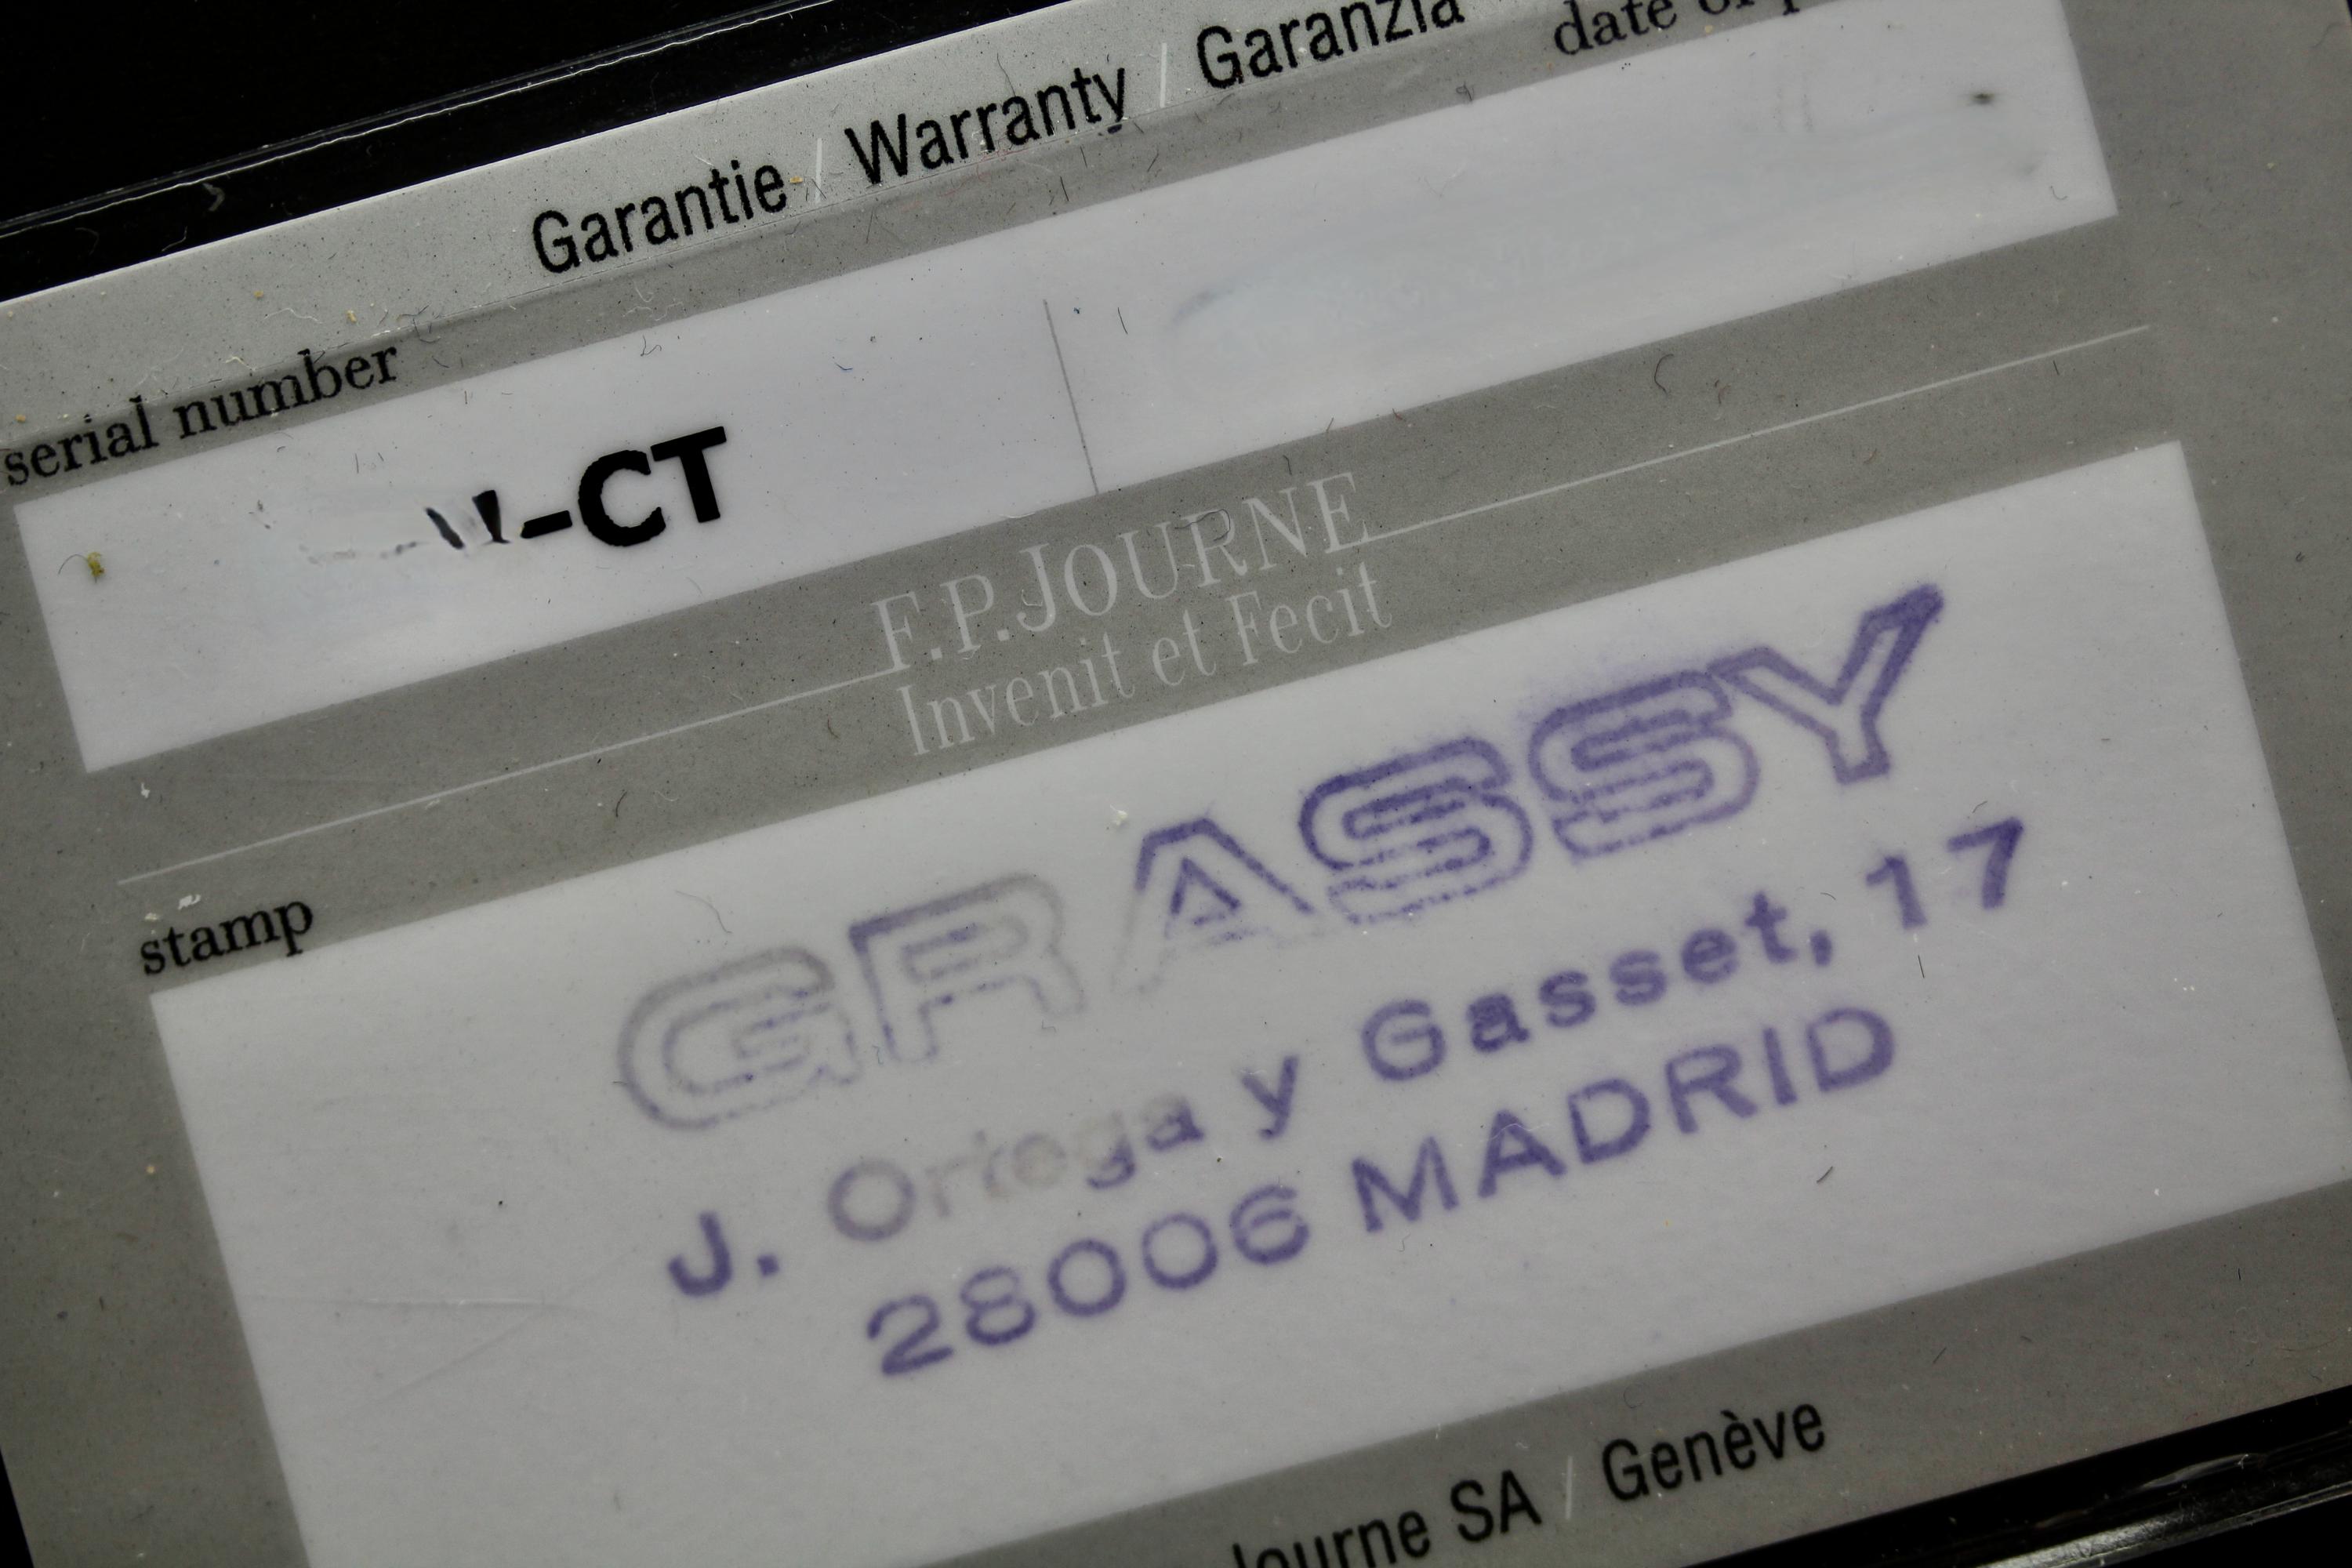 Garantie / Warranty / Garanzia
serial number
date of
-CT
F.P.JOURNE
Invenit et Fecit
stamp
GRASSY
J. Ortega y Gasset, 17
28006 MADRID
Journe SA / Genève